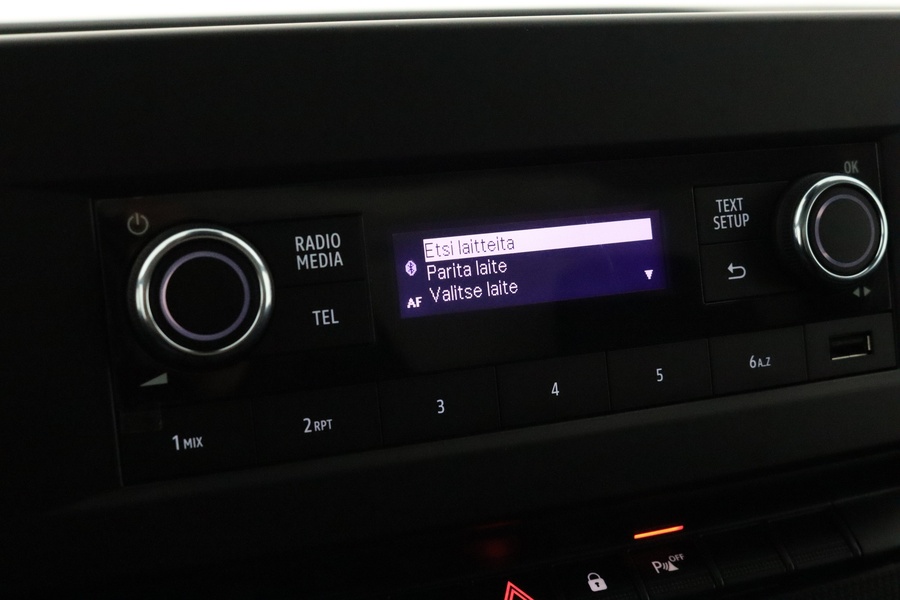 OK
RADIO
MEDIA
TEXT
SETUP
Etsi laitteita
Parita laite
AF Valitse laite
TEL
1 MIX
2 RPT
3
4
5
6 A..Z
P OFF